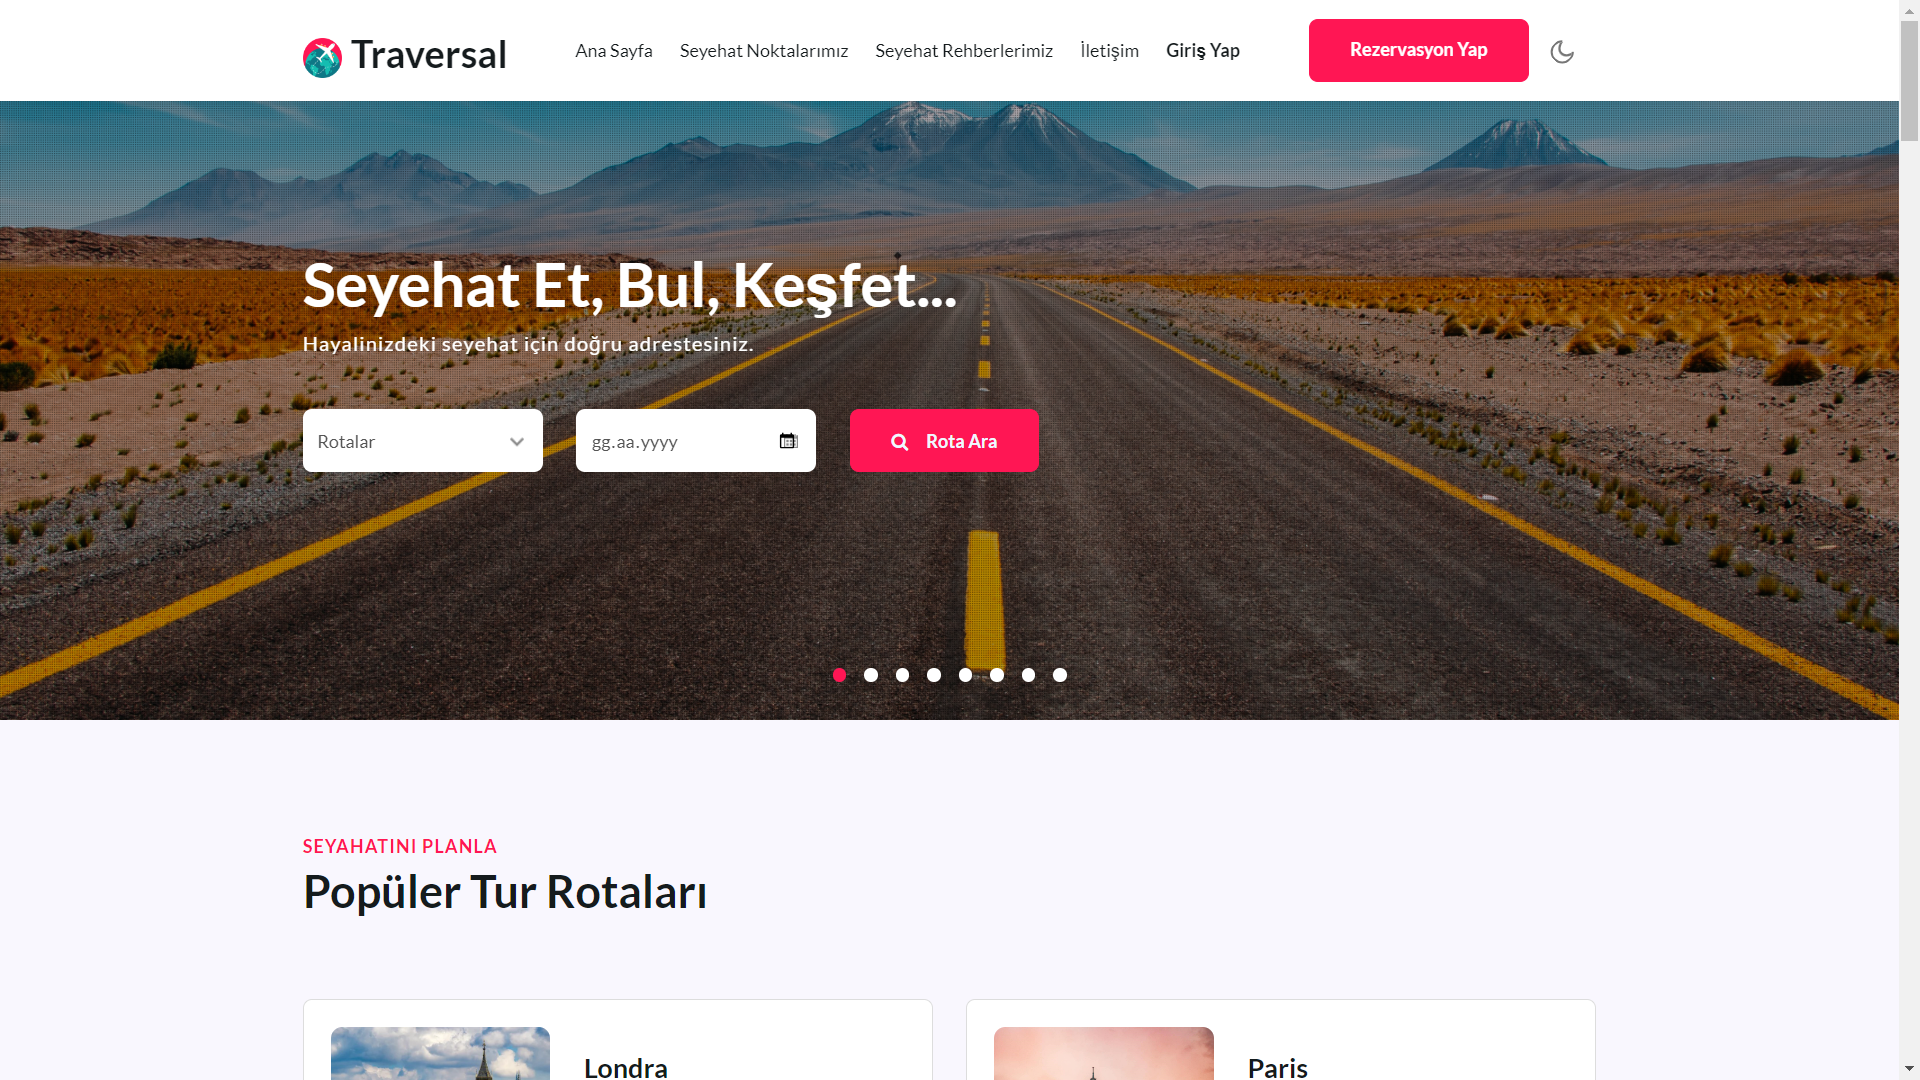 Traversal
Ana Sayfa
Seyehat Noktalarımız
Seyehat Rehberlerimiz
İletişim
Giriş Yap
Rezervasyon Yap
Seyehat Et, Bul, Keşfet...
Hayalinizdeki seyehat için doğru adrestesiniz.
Rotalar
gg.aa.yyyy
Rota Ara
SEYAHATINI PLANLA
Popüler Tur Rotaları
Londra
Paris